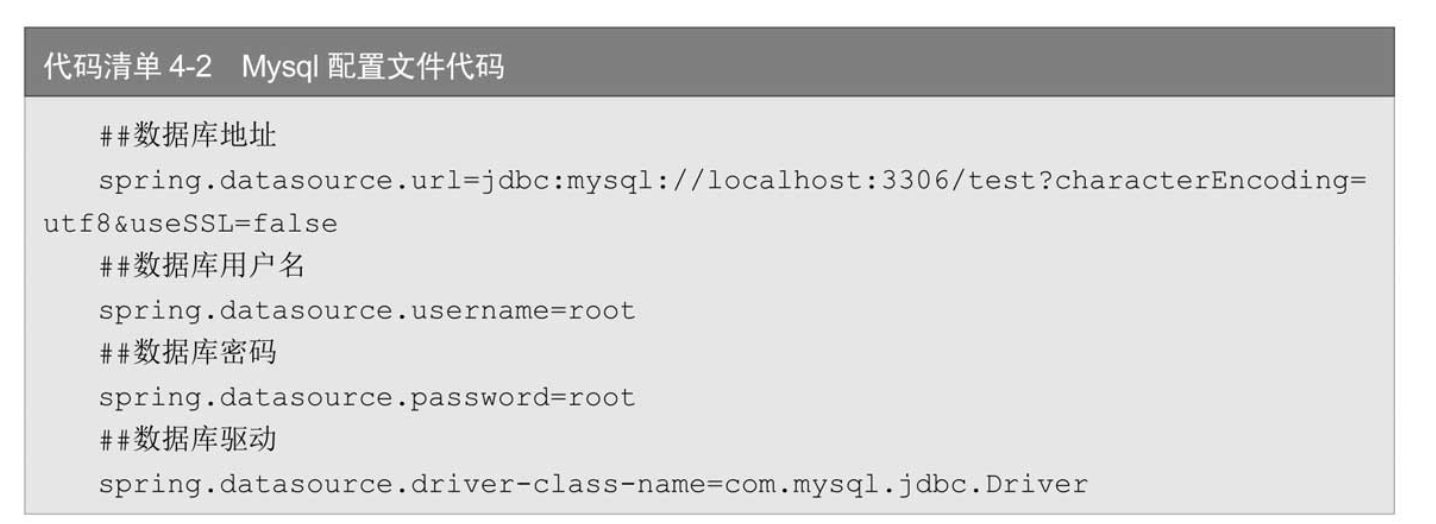 代码清单 4-2 Mysql 配置文件代码
##数据库地址
spring.datasource.url=jdbc:mysql://localhost:3306/test?characterEncoding=
utf8&useSSL=false
##数据库用户名
spring.datasource.username=root
##数据库密码
spring.datasource.password=root
##数据库驱动
spring.datasource.driver-class-name=com.mysql.jdbc.Driver